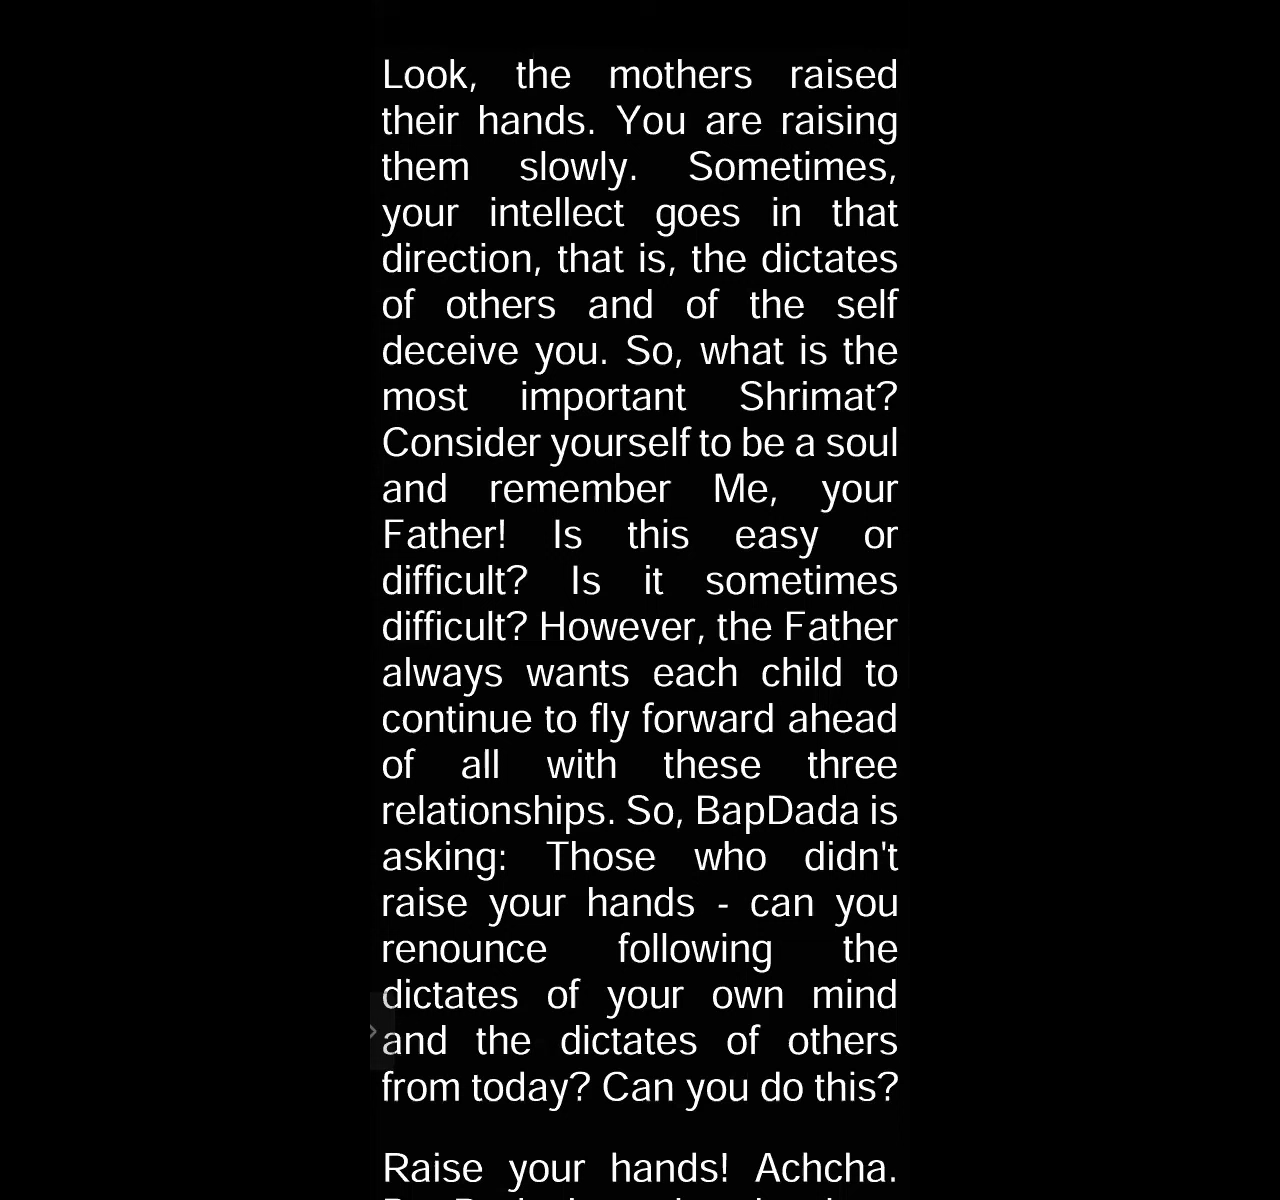 Look, the mothers raised
their hands. You are raising
them slowly. Sometimes,
your intellect goes in that
direction, that is, the dictates
of others and of the self
deceive you. So, what is the
most important Shrimat?
Consider yourself to be a soul
and remember Me, your
Father! Is this easy or
difficult? Is it sometimes
difficult? However, the Father
always wants each child to
continue to fly forward ahead
of all with these three
relationships. So, BapDada is
asking: Those who didn't
raise your hands - can you
renounce following the
dictates of your own mind
and the dictates of others
from today? Can you do this?
Raise your hands! Achcha.